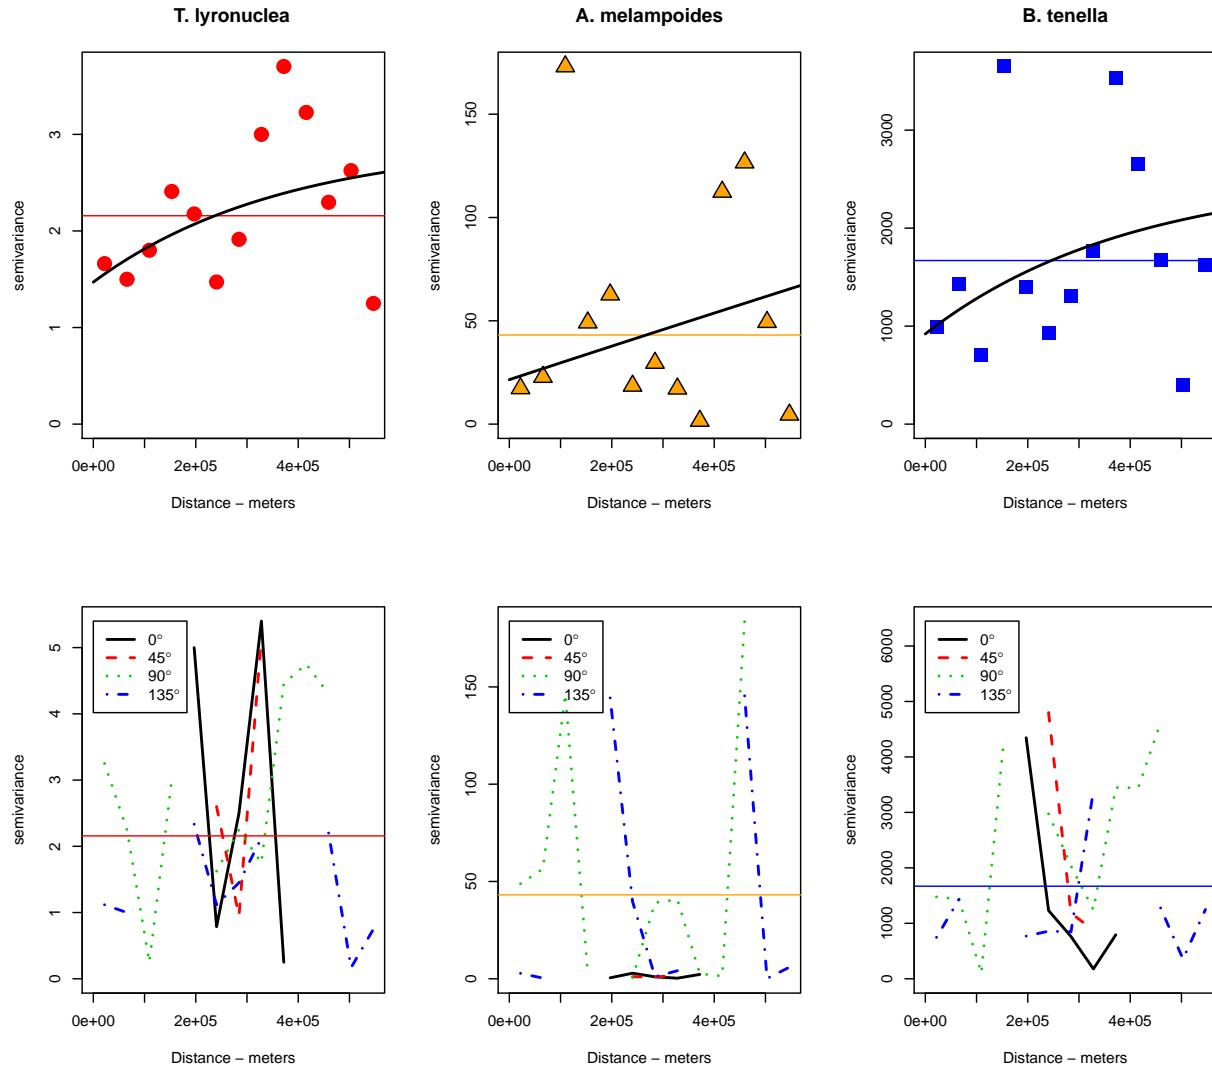 T. lyronuclea
A. melampoides
B. tenella
semivariance
0
1
2
3
0e+00 2e+05 4e+05
Distance − meters
semivariance
0
50
100
150
0e+00 2e+05 4e+05
Distance − meters
semivariance
0
1000
2000
3000
0e+00 2e+05 4e+05
Distance − meters
semivariance
0
1
2
3
4
5
0°
45°
90°
135°
0e+00 2e+05 4e+05
Distance − meters
semivariance
0
50
100
150
0°
45°
90°
135°
0e+00 2e+05 4e+05
Distance − meters
semivariance
0
1000
2000
3000
4000
5000
6000
0°
45°
90°
135°
0e+00 2e+05 4e+05
Distance − meters